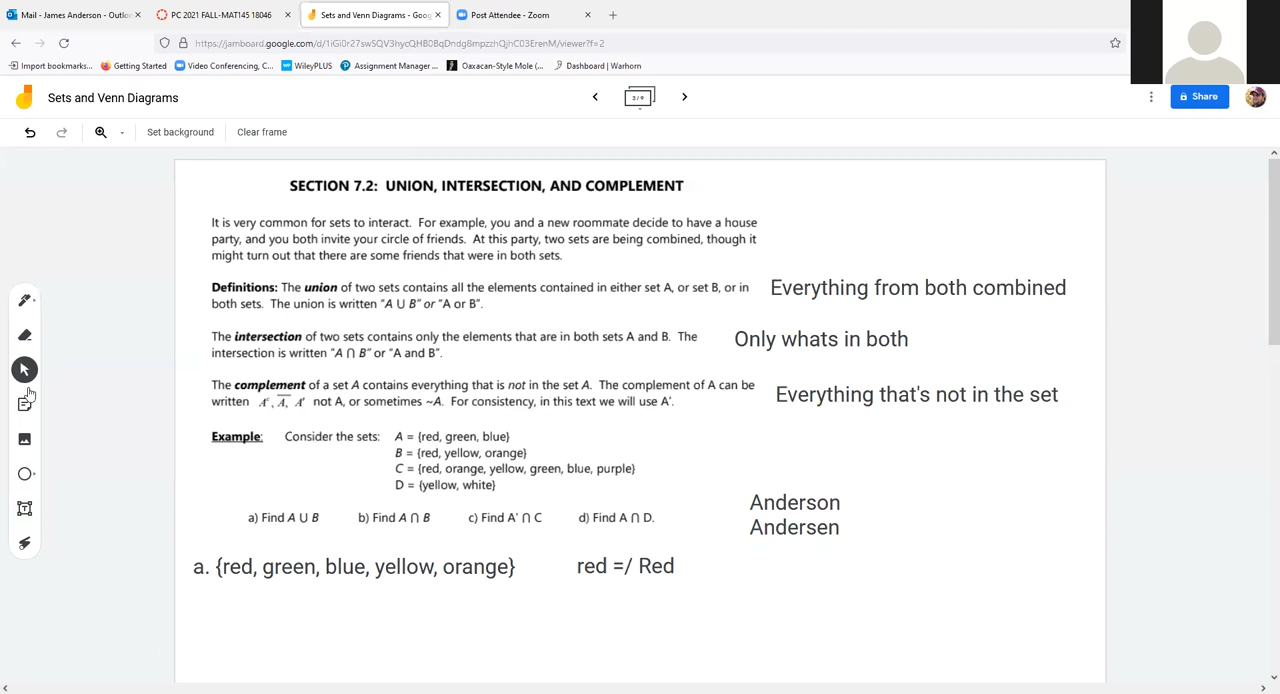 Mail - James Anderson - Outlo
PC 2021 FALL-MAT145 18046
Sets and Venn Diagrams - Goog
Post Attendee - Zoom
https://jamboard.google.com/d/1iGi0r27swSQV3hycQHB0BqDndg8mpzzhQjhC03ErenM/viewer?f=2
Import bookmarks...
Getting Started
Video Conferencing, C...
WileyPLUS
Assignment Manager ...
Oaxacan-Style Mole (...
Dashboard | Warhorn
Sets and Venn Diagrams
3 / 9
Share
Set background
Clear frame
SECTION 7.2: UNION, INTERSECTION, AND COMPLEMENT
It is very common for sets to interact. For example, you and a new roommate decide to have a house
party, and you both invite your circle of friends. At this party, two sets are being combined, though it
might turn out that there are some friends that were in both sets.
Definitions: The union of two sets contains all the elements contained in either set A, or set B, or in
both sets. The union is written "A ∪ B" or "A or B".
Everything from both combined
The intersection of two sets contains only the elements that are in both sets A and B. The
intersection is written "A ∩ B" or "A and B".
Only whats in both
The complement of a set A contains everything that is not in the set A. The complement of A can be
written Aᶜ, A̅, A' not A, or sometimes ~A. For consistency, in this text we will use A'.
Everything that's not in the set
Example: Consider the sets: A = {red, green, blue}
B = {red, yellow, orange}
C = {red, orange, yellow, green, blue, purple}
D = {yellow, white}
a) Find A ∪ B b) Find A ∩ B c) Find A' ∩ C d) Find A ∩ D.
Anderson
Andersen
a. {red, green, blue, yellow, orange}
red =/ Red